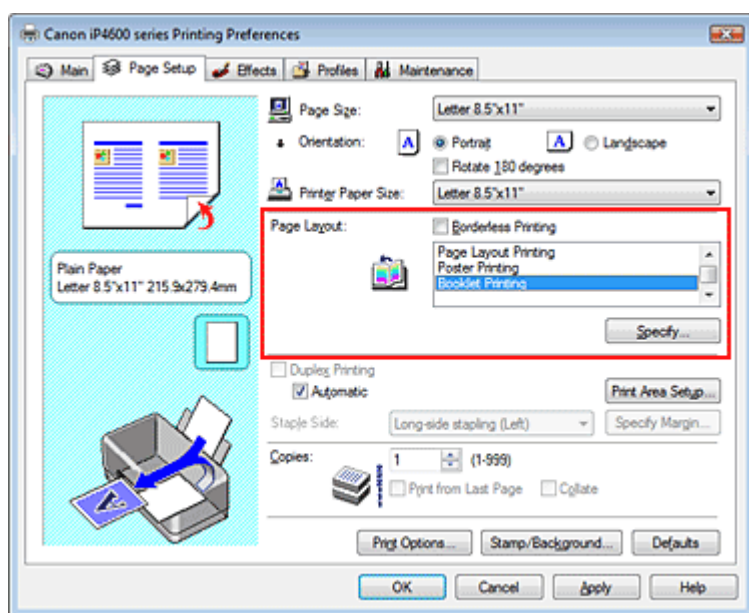 Canon iP4600 series Printing Preferences
Main Page Setup Effects Profiles Maintenance
Page Size: Letter 8.5"x11"
Orientation: A Portrait A Landscape
Rotate 180 degrees
Printer Paper Size: Letter 8.5"x11"
Page Layout: Borderless Printing
Page Layout Printing
Poster Printing
Booklet Printing
Specify...
Plain Paper
Letter 8.5"x11" 215.9x279.4mm
Duplex Printing
Automatic Print Area Setup...
Staple Side: Long-side stapling (Left) Specify Margin...
Copies: 1 (1-999)
Print from Last Page Collate
Print Options... Stamp/Background... Defaults
OK Cancel Apply Help